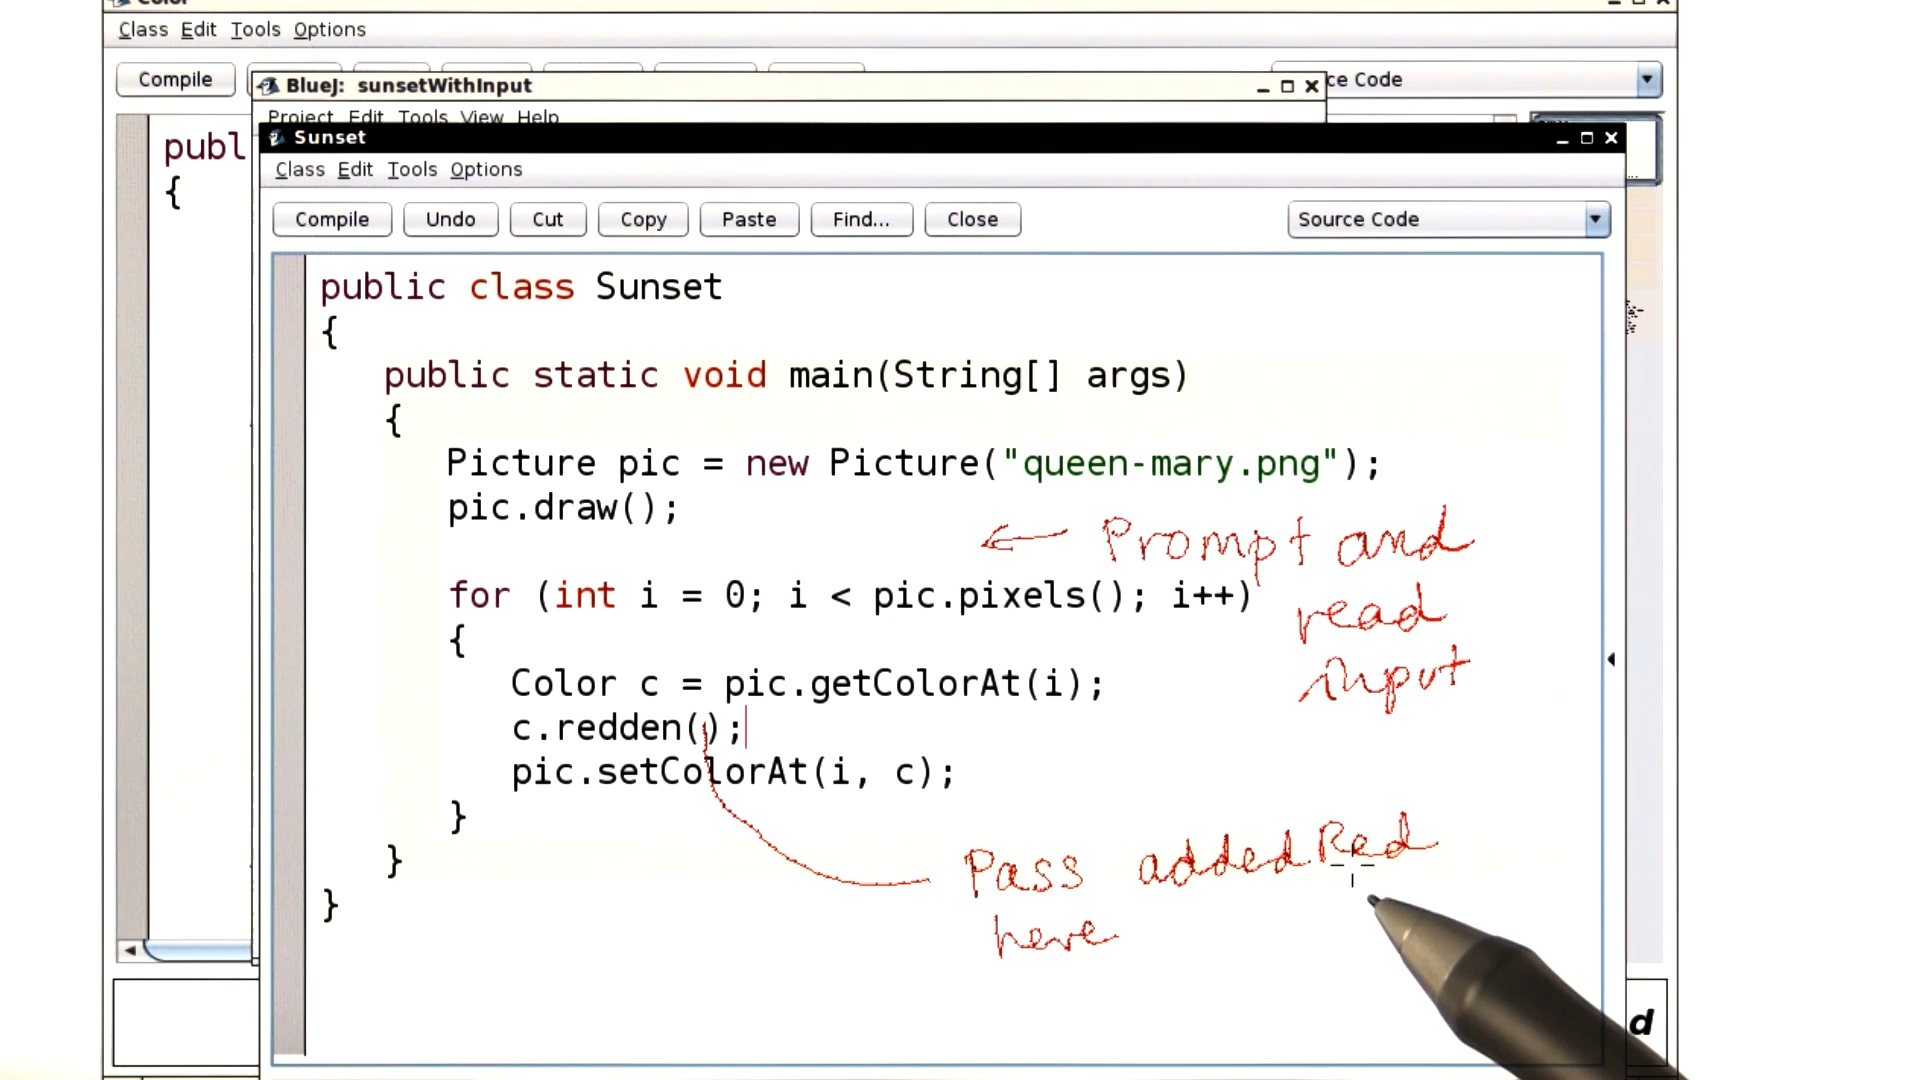 Color
Class Edit Tools Options
Compile
ce Code
BlueJ: sunsetWithInput
Project Edit Tools View Help
publ
{
Sunset
Class Edit Tools Options
Compile Undo Cut Copy Paste Find... Close Source Code
public class Sunset
{
public static void main(String[] args)
{
Picture pic = new Picture("queen-mary.png");
pic.draw();
← Prompt and
read
input
for (int i = 0; i < pic.pixels(); i++)
{
Color c = pic.getColorAt(i);
c.redden();
pic.setColorAt(i, c);
}
}
}
Pass addedRed
here
d